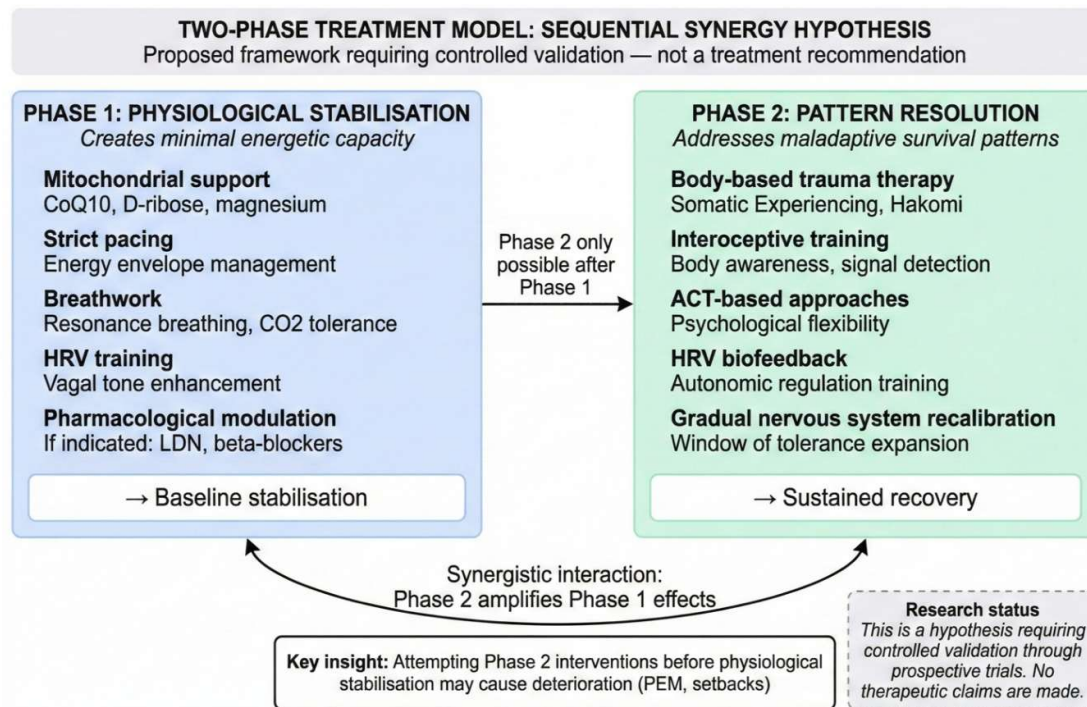 TWO-PHASE TREATMENT MODEL: SEQUENTIAL SYNERGY HYPOTHESIS
Proposed framework requiring controlled validation — not a treatment recommendation
PHASE 1: PHYSIOLOGICAL STABILISATION
Creates minimal energetic capacity
Mitochondrial support
CoQ10, D-ribose, magnesium
Strict pacing
Energy envelope management
Breathwork
Resonance breathing, CO2 tolerance
HRV training
Vagal tone enhancement
Pharmacological modulation
If indicated: LDN, beta-blockers
→ Baseline stabilisation
Phase 2 only
possible after
Phase 1
PHASE 2: PATTERN RESOLUTION
Addresses maladaptive survival patterns
Body-based trauma therapy
Somatic Experiencing, Hakomi
Interoceptive training
Body awareness, signal detection
ACT-based approaches
Psychological flexibility
HRV biofeedback
Autonomic regulation training
Gradual nervous system recalibration
Window of tolerance expansion
→ Sustained recovery
Synergistic interaction:
Phase 2 amplifies Phase 1 effects
Key insight: Attempting Phase 2 interventions before physiological
stabilisation may cause deterioration (PEM, setbacks)
Research status
This is a hypothesis requiring
controlled validation through
prospective trials. No
therapeutic claims are made.